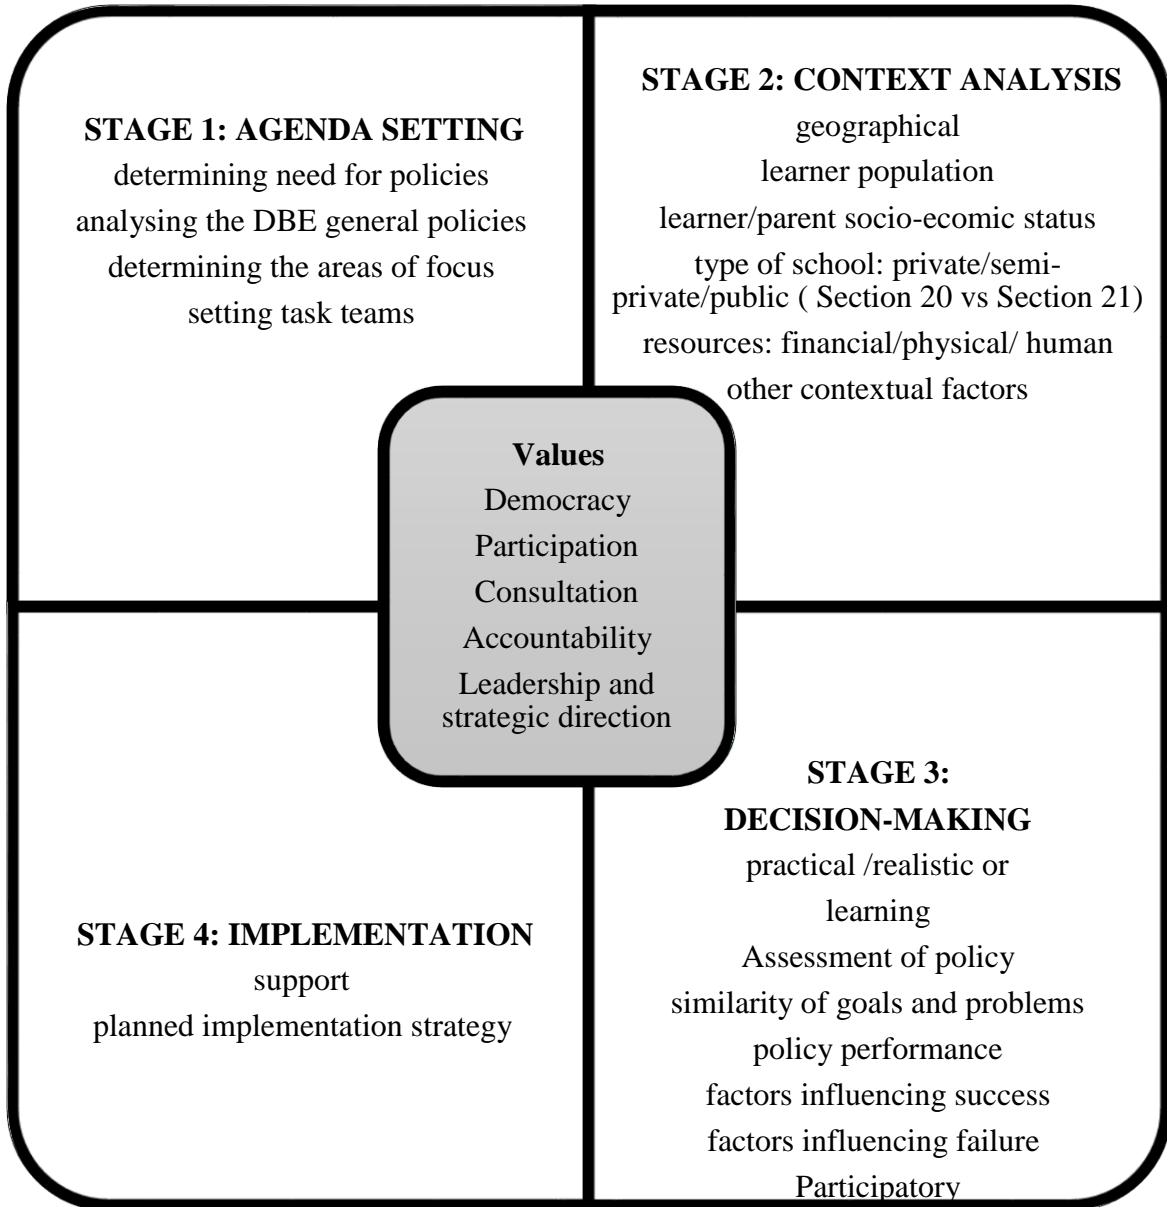 STAGE 1: AGENDA SETTING
determining need for policies
analysing the DBE general policies
determining the areas of focus
setting task teams
STAGE 2: CONTEXT ANALYSIS
geographical
learner population
learner/parent socio-ecomic status
type of school: private/semi-
private/public ( Section 20 vs Section 21)
resources: financial/physical/ human
other contextual factors
Values
Democracy
Participation
Consultation
Accountability
Leadership and
strategic direction
STAGE 3:
DECISION-MAKING
practical /realistic or
learning
Assessment of policy
similarity of goals and problems
policy performance
factors influencing success
factors influencing failure
Participatory
STAGE 4: IMPLEMENTATION
support
planned implementation strategy